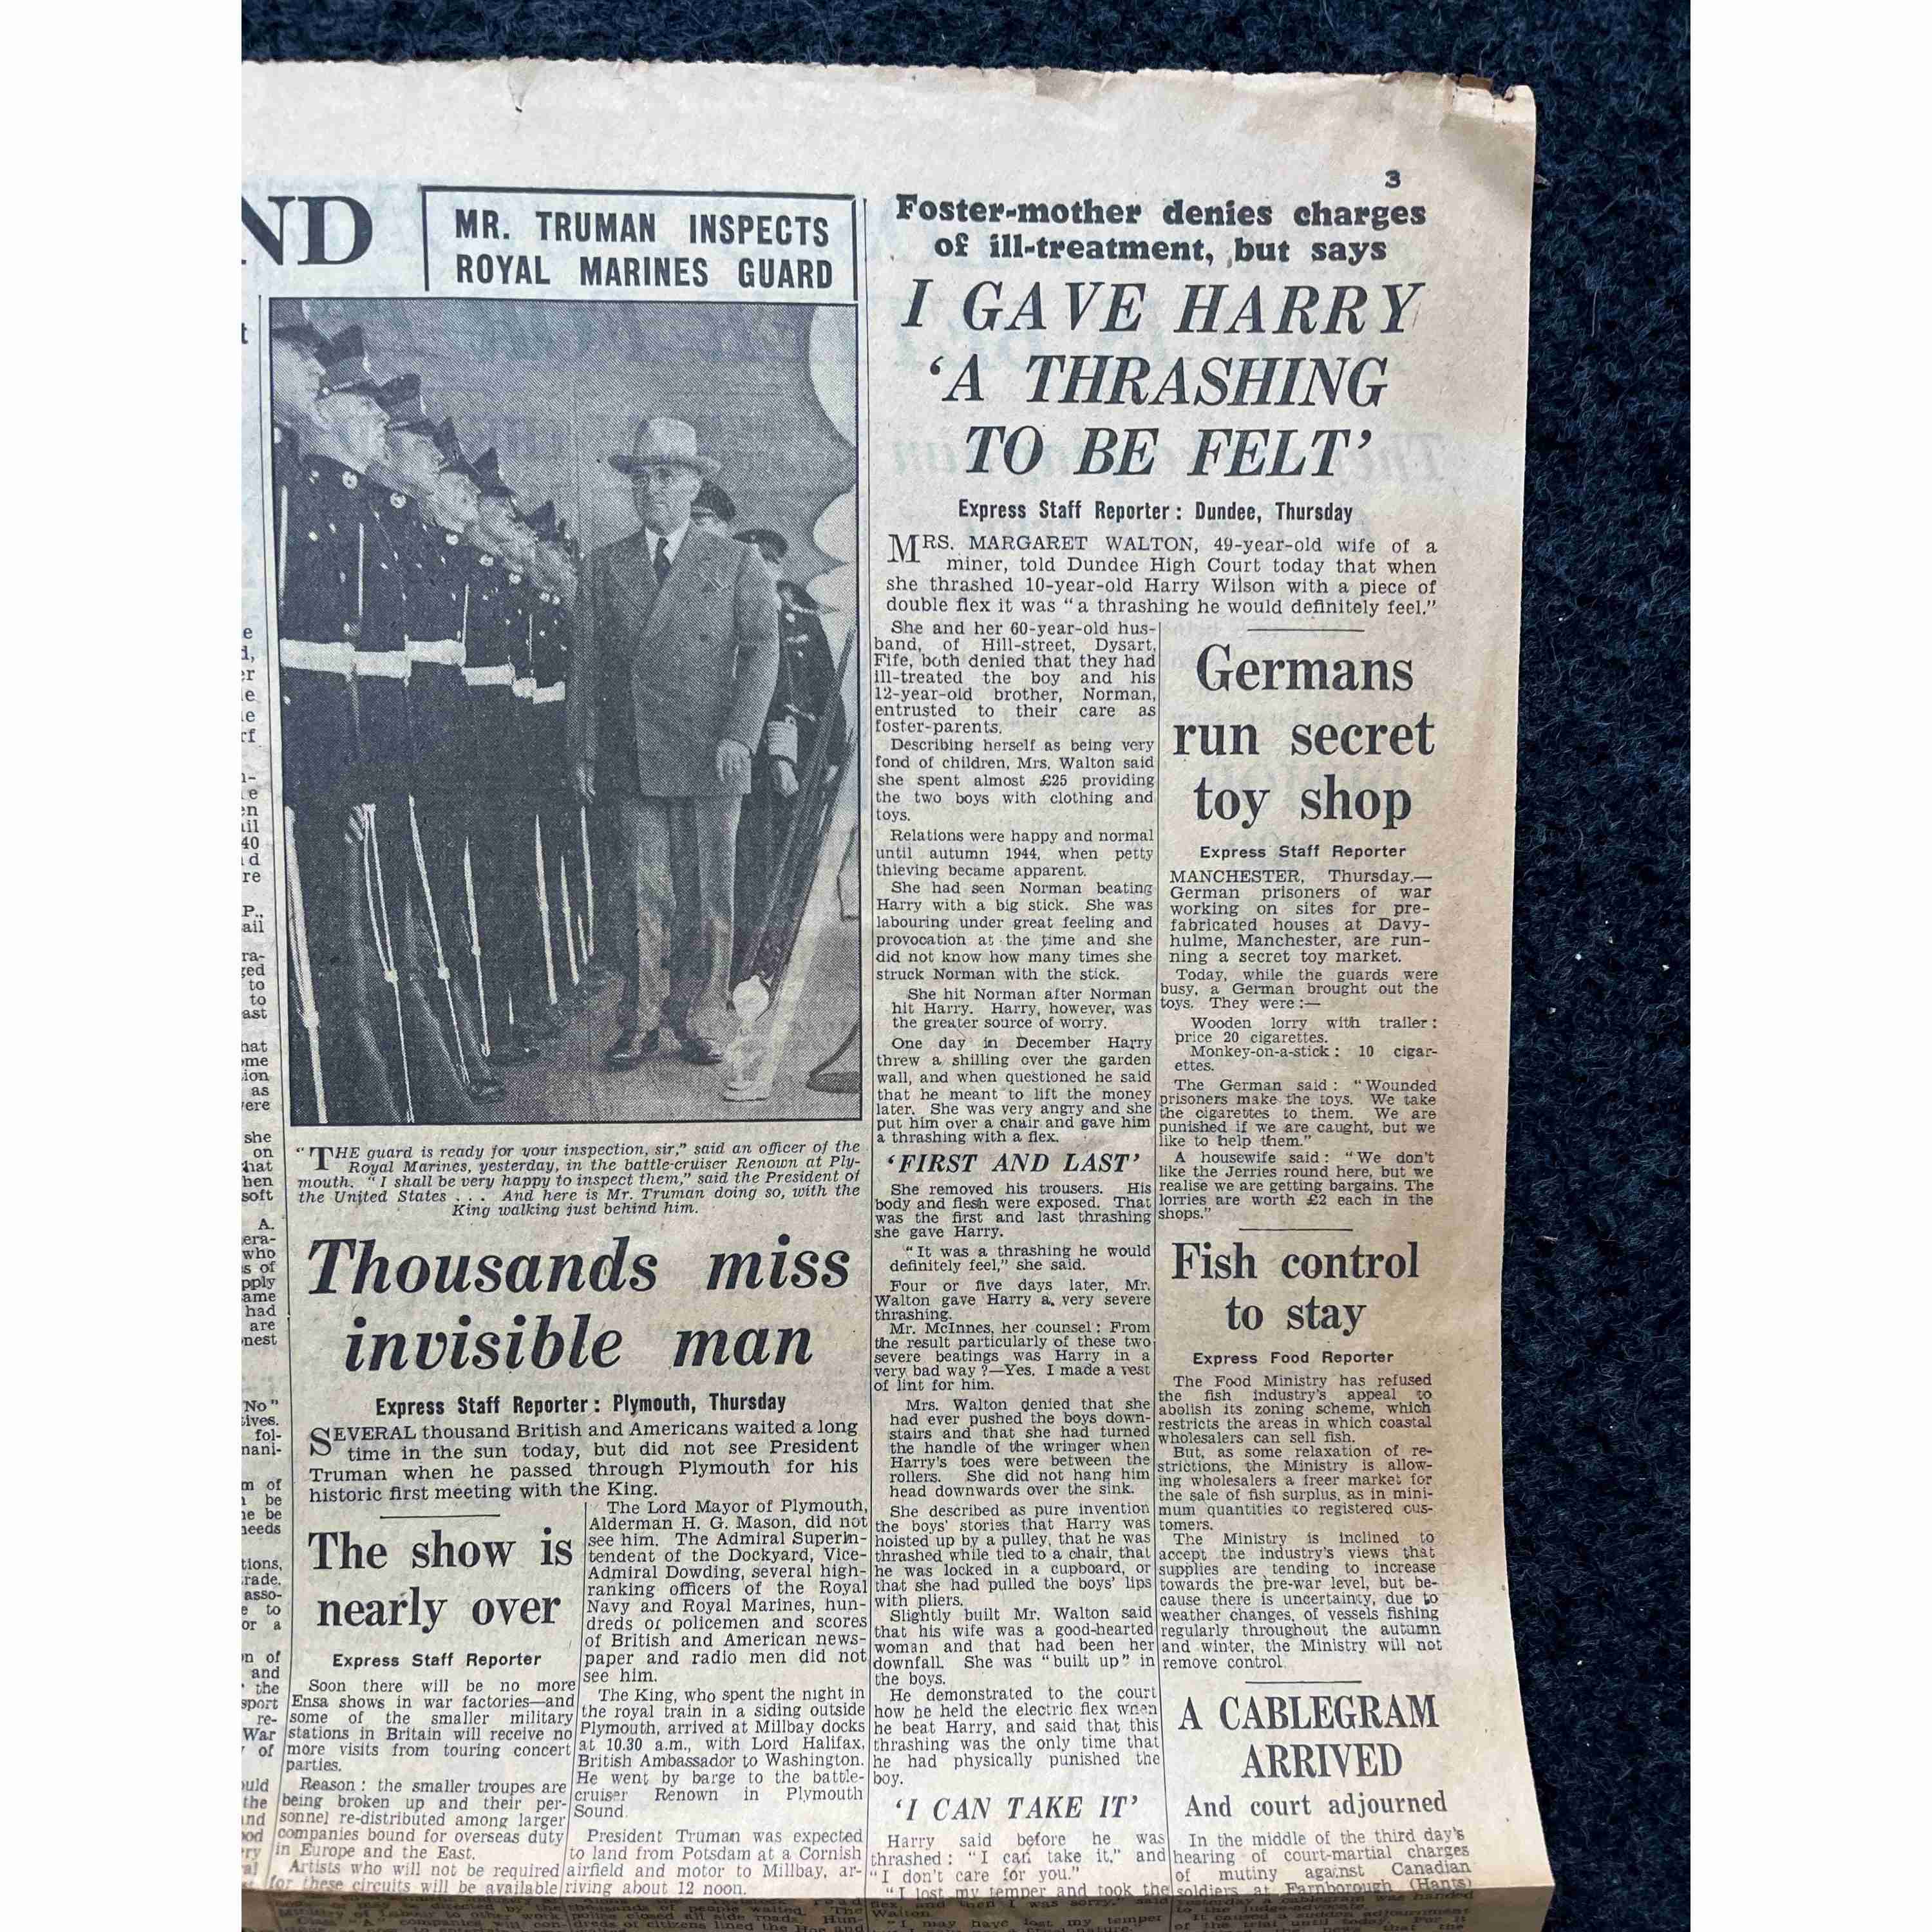 3
ND
MR. TRUMAN INSPECTS
ROYAL MARINES GUARD
"THE guard is ready for your inspection, sir," said an officer of the
Royal Marines, yesterday, in the battle-cruiser Renown at Ply-
mouth. "I shall be very happy to inspect them," said the President of
the United States . . . And here is Mr. Truman doing so, with the
King walking just behind him.
Thousands miss
invisible man
Express Staff Reporter : Plymouth, Thursday
SEVERAL thousand British and Americans waited a long
time in the sun today, but did not see President
Truman when he passed through Plymouth for his
historic first meeting with the King.
The Lord Mayor of Plymouth,
Alderman H. G. Mason, did not
see him. The Admiral Superin-
tendent of the Dockyard, Vice-
Admiral Dowding, several high-
ranking officers of the Royal
Navy and Royal Marines, hun-
dreds of policemen and scores
of British and American news-
paper and radio men did not
see him.
The King, who spent the night in
the royal train in a siding outside
Plymouth, arrived at Millbay docks
at 10.30 a.m., with Lord Halifax,
British Ambassador to Washington.
He went by barge to the battle-
cruiser Renown in Plymouth
Sound.
President Truman was expected
to land from Potsdam at a Cornish
airfield and motor to Millbay, ar-
riving about 12 noon.
The show is
nearly over
Express Staff Reporter
Soon there will be no more
Ensa shows in war factories—and
some of the smaller military
stations in Britain will receive no
more visits from touring concert
parties.
Reason : the smaller troupes are
being broken up and their per-
sonnel re-distributed among larger
companies bound for overseas duty
in Europe and the East.
Artists who will not be required
for these circuits will be available
Foster-mother denies charges
of ill-treatment, but says
I GAVE HARRY
'A THRASHING
TO BE FELT'
Express Staff Reporter : Dundee, Thursday
MRS. MARGARET WALTON, 49-year-old wife of a
miner, told Dundee High Court today that when
she thrashed 10-year-old Harry Wilson with a piece of
double flex it was "a thrashing he would definitely feel."
She and her 60-year-old hus-
band, of Hill-street, Dysart,
Fife, both denied that they had
ill-treated the boy and his
12-year-old brother, Norman,
entrusted to their care as
foster-parents.
Describing herself as being very
fond of children, Mrs. Walton said
she spent almost £25 providing
the two boys with clothing and
toys.
Relations were happy and normal
until autumn 1944, when petty
thieving became apparent.
She had seen Norman beating
Harry with a big stick. She was
labouring under great feeling and
provocation at the time and she
did not know how many times she
struck Norman with the stick.
She hit Norman after Norman
hit Harry. Harry, however, was
the greater source of worry.
One day in December Harry
threw a shilling over the garden
wall, and when questioned he said
that he meant to lift the money
later. She was very angry and she
put him over a chair and gave him
a thrashing with a flex.
'FIRST AND LAST'
She removed his trousers. His
body and flesh were exposed. That
was the first and last thrashing
she gave Harry.
"It was a thrashing he would
definitely feel," she said.
Four or five days later, Mr.
Walton gave Harry a very severe
thrashing.
Mr. McInnes, her counsel : From
the result particularly of these two
severe beatings was Harry in a
very bad way ?—Yes. I made a vest
of lint for him.
Mrs. Walton denied that she
had ever pushed the boys down-
stairs and that she had turned
the handle of the wringer when
Harry's toes were between the
rollers. She did not hang him
head downwards over the sink.
She described as pure invention
the boys' stories that Harry was
hoisted up by a pulley, that he was
thrashed while tied to a chair, that
he was locked in a cupboard, or
that she had pulled the boys' lips
with pliers.
Slightly built Mr. Walton said
that his wife was a good-hearted
woman and that had been her
downfall. She was "built up" in
the boys.
He demonstrated to the court
how he held the electric flex when
he beat Harry, and said that this
thrashing was the only time that
he had physically punished the
boy.
'I CAN TAKE IT'
Harry said before he was
thrashed : "I can take it," and
"I don't care for you."
"I lost my temper and took the
Germans
run secret
toy shop
Express Staff Reporter
MANCHESTER, Thursday.—
German prisoners of war
working on sites for pre-
fabricated houses at Davy-
hulme, Manchester, are run-
ning a secret toy market.
Today, while the guards were
busy, a German brought out the
toys. They were :—
Wooden lorry with trailer :
price 20 cigarettes.
Monkey-on-a-stick : 10 cigar-
ettes.
The German said : "Wounded
prisoners make the toys. We take
the cigarettes to them. We are
punished if we are caught, but we
like to help them."
A housewife said : "We don't
like the Jerries round here, but we
realise we are getting bargains. The
lorries are worth £2 each in the
shops."
Fish control
to stay
Express Food Reporter
The Food Ministry has refused
the fish industry's appeal to
abolish its zoning scheme, which
restricts the areas in which coastal
wholesalers can sell fish.
But, as some relaxation of re-
strictions, the Ministry is allow-
ing wholesalers a freer market for
the sale of fish surplus, as in mini-
mum quantities to registered cus-
tomers.
The Ministry is inclined to
accept the industry's views that
supplies are tending to increase
towards the pre-war level, but be-
cause there is uncertainty, due to
weather changes, of vessels fishing
regularly throughout the autumn
and winter, the Ministry will not
remove control.
A CABLEGRAM
ARRIVED
And court adjourned
In the middle of the third day's
hearing of court-martial charges
of mutiny against Canadian
soldiers at Farnborough (Hants)